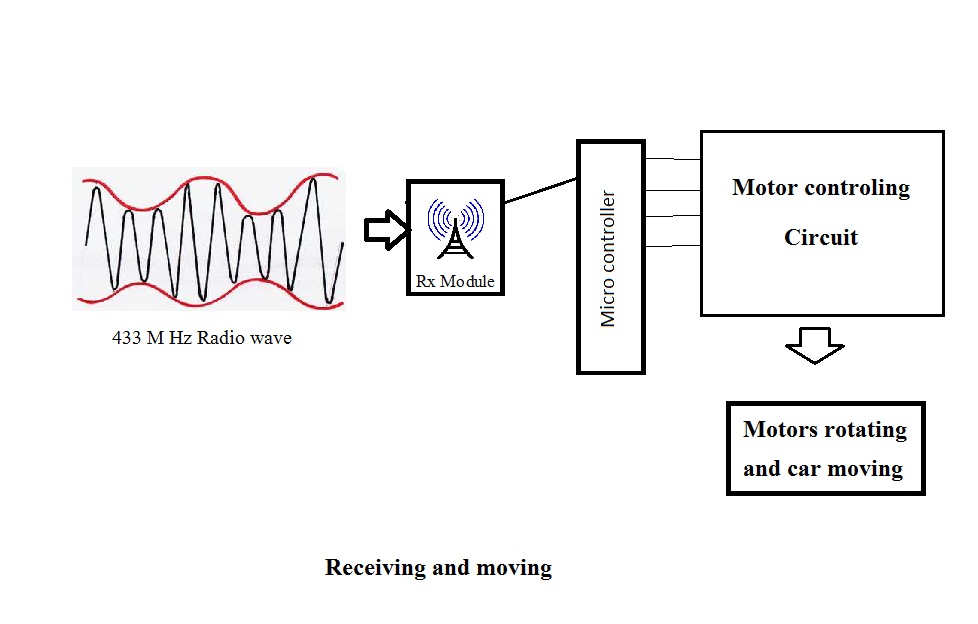 433 M Hz Radio wave
Rx Module
Micro controller
Motor controling
Circuit
Motors rotating
and car moving
Receiving and moving